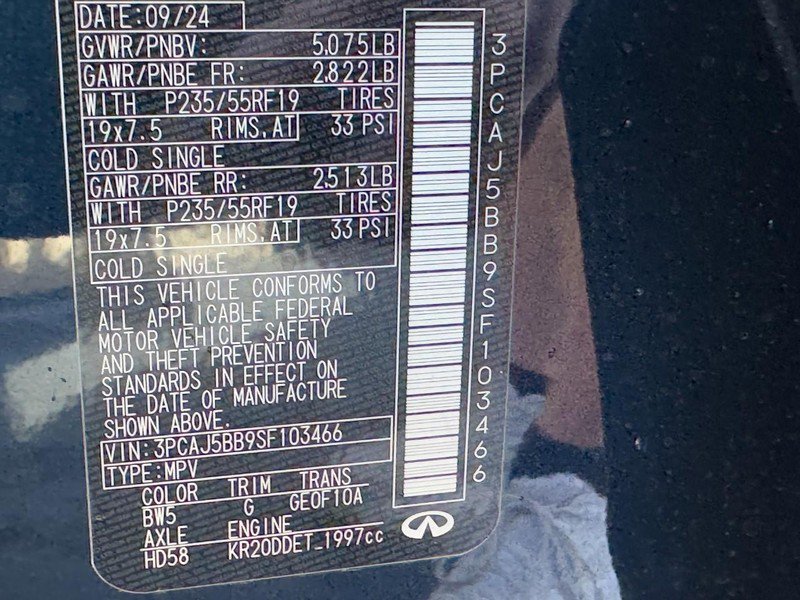 DATE:09/24
GVWR/PNBV: 5.075LB
GAWR/PNBE FR: 2.822LB
WITH P235/55RF19 TIRES
19x7.5 RIMS,AT 33 PSI
COLD SINGLE
GAWR/PNBE RR: 2.513LB
WITH P235/55RF19 TIRES
19x7.5 RIMS,AT 33 PSI
COLD SINGLE
THIS VEHICLE CONFORMS TO
ALL APPLICABLE FEDERAL
MOTOR VEHICLE SAFETY
AND THEFT PREVENTION
STANDARDS IN EFFECT ON
THE DATE OF MANUFACTURE
SHOWN ABOVE.
VIN:3PCAJ5BB9SF103466
TYPE:MPV
COLOR TRIM TRANS
BW5 G GE0F10A
AXLE ENGINE
HD58 KR20DDET_1997cc
3PCAJ5BB9SF103466